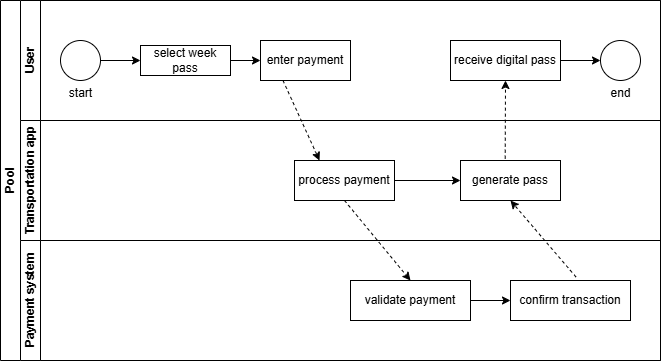 Pool
User
start
select week
pass
enter payment
receive digital pass
end
Transportation app
process payment
generate pass
Payment system
validate payment
confirm transaction